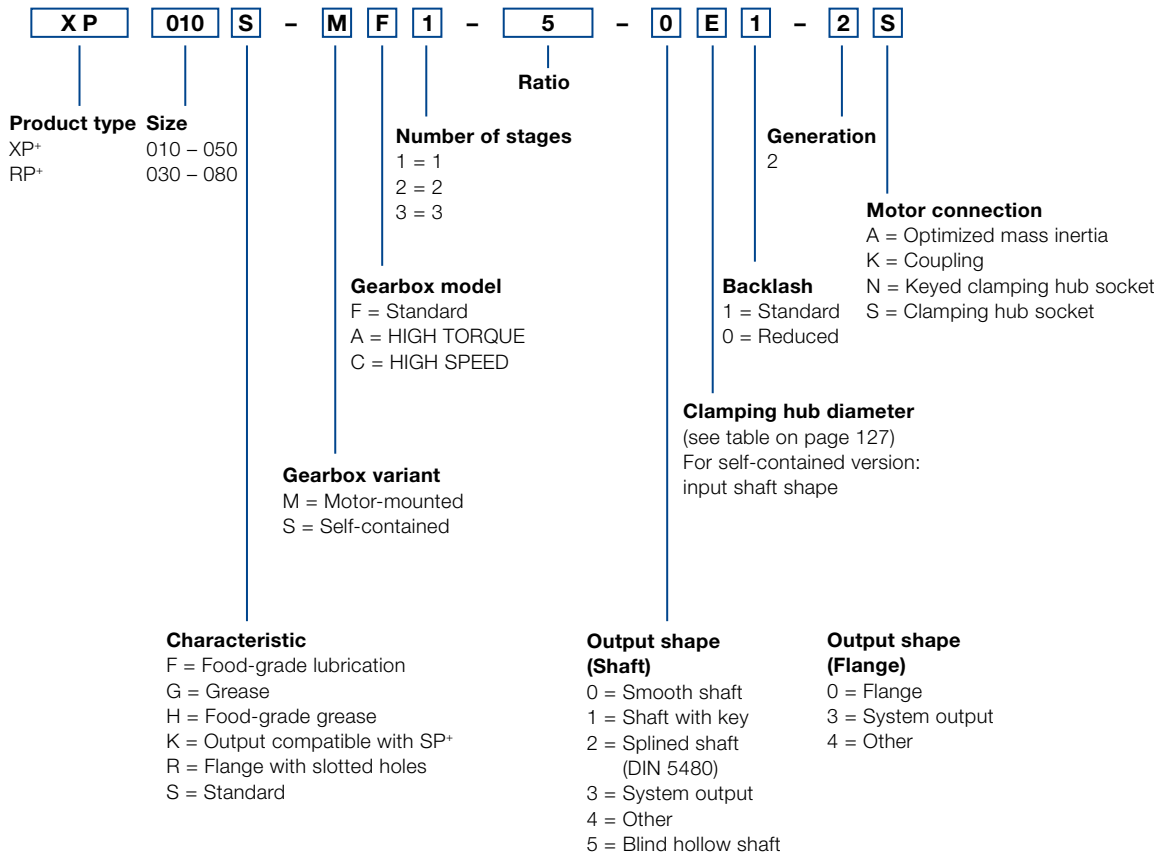 XP 010 S – M F 1 – 5 – 0 E 1 – 2 S
Ratio
Product type
XP+
RP+
Size
010 – 050
030 – 080
Number of stages
1 = 1
2 = 2
3 = 3
Generation
2
Motor connection
A = Optimized mass inertia
K = Coupling
N = Keyed clamping hub socket
S = Clamping hub socket
Gearbox model
F = Standard
A = HIGH TORQUE
C = HIGH SPEED
Backlash
1 = Standard
0 = Reduced
Clamping hub diameter
(see table on page 127)
For self-contained version:
input shaft shape
Gearbox variant
M = Motor-mounted
S = Self-contained
Characteristic
F = Food-grade lubrication
G = Grease
H = Food-grade grease
K = Output compatible with SP+
R = Flange with slotted holes
S = Standard
Output shape
(Shaft)
0 = Smooth shaft
1 = Shaft with key
2 = Splined shaft
(DIN 5480)
3 = System output
4 = Other
5 = Blind hollow shaft
Output shape
(Flange)
0 = Flange
3 = System output
4 = Other